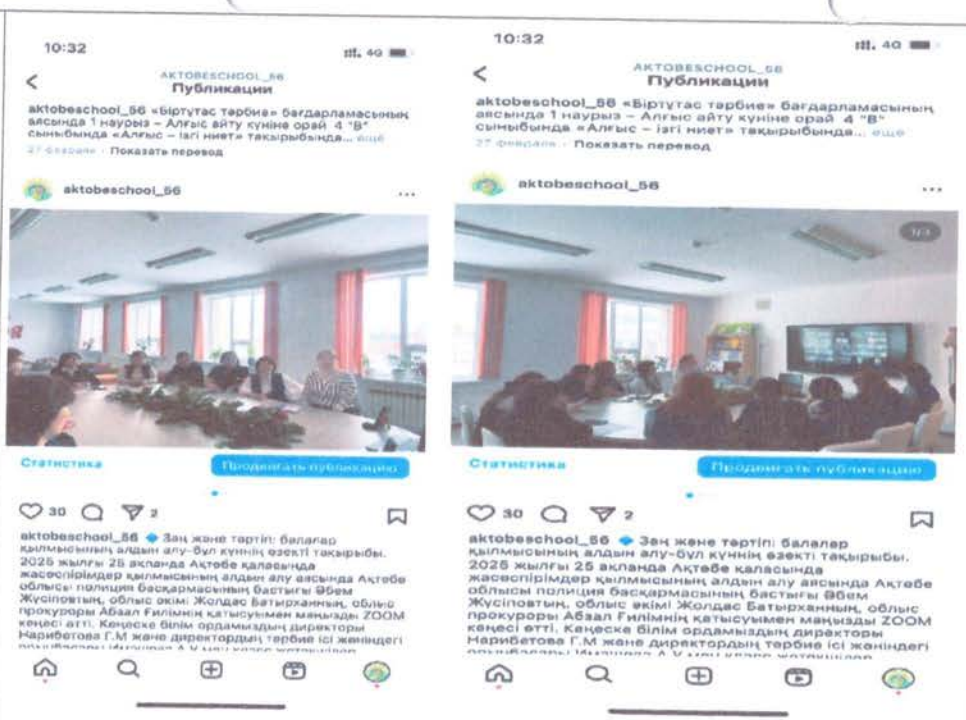 10:32
4G
AKTOBESCHOOL_56
Публикации
aktobeschool_56 «Біртұтас тәрбие» бағдарламасының
аясында 1 наурыз – Алғыс айту күніне орай 4 "В"
сыныбында «Алғыс – ізгі ниет» тақырыбында... ещё
27 февраля · Показать перевод
aktobeschool_56
Статистика
Продвигать публикацию
30 2
aktobeschool_56 Заң және тәртіп: балалар
қылмысының алдын алу-бұл күннің өзекті тақырыбы.
2025 жылғы 25 ақпанда Ақтөбе қаласында
жасөспірімдер қылмысының алдын алу аясында Ақтөбе
облысы полиция басқармасының бастығы Әбем
Жүсіповтың, облыс әкімі Жолдас Батырханның, облыс
прокуроры Абзал Ғилімнің қатысуымен маңызды ZOOM
кеңесі өтті. Кеңеске білім ордамыздың директоры
Нарибетова Г.М және директордың тәрбие ісі жөніндегі
10:32
4G
AKTOBESCHOOL_56
Публикации
aktobeschool_56 «Біртұтас тәрбие» бағдарламасының
аясында 1 наурыз – Алғыс айту күніне орай 4 "В"
сыныбында «Алғыс – ізгі ниет» тақырыбында... ещё
27 февраля · Показать перевод
aktobeschool_56
1/3
Статистика
Продвигать публикацию
30 2
aktobeschool_56 Заң және тәртіп: балалар
қылмысының алдын алу-бұл күннің өзекті тақырыбы.
2025 жылғы 25 ақпанда Ақтөбе қаласында
жасөспірімдер қылмысының алдын алу аясында Ақтөбе
облысы полиция басқармасының бастығы Әбем
Жүсіповтың, облыс әкімі Жолдас Батырханның, облыс
прокуроры Абзал Ғилімнің қатысуымен маңызды ZOOM
кеңесі өтті. Кеңеске білім ордамыздың директоры
Нарибетова Г.М және директордың тәрбие ісі жөніндегі